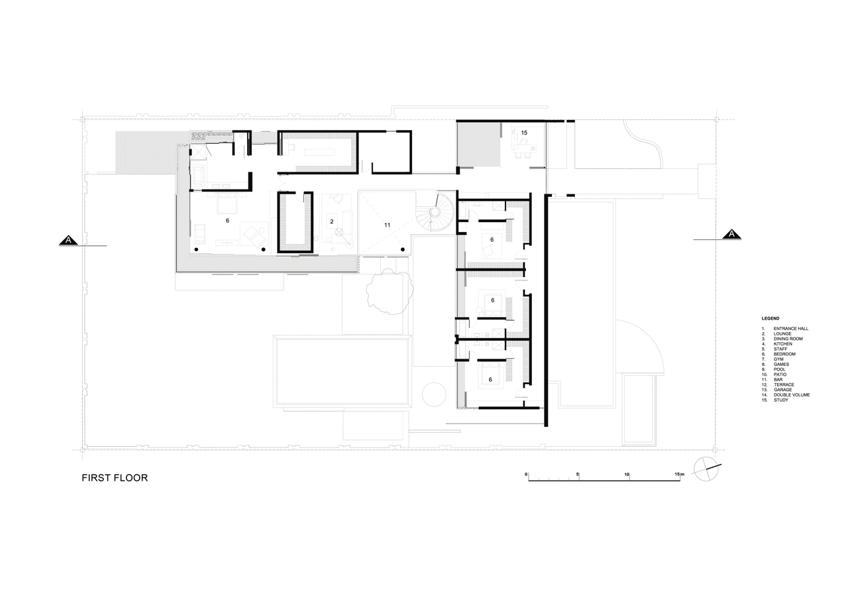 15
6
2
11
6
A
A
6
6
LEGEND
1. ENTRANCE HALL
2. LOUNGE
3. DINING ROOM
4. KITCHEN
5. STAFF
6. BEDROOM
7. GYM
8. GAMES
9. POOL
10. PATIO
11. BAR
12. TERRACE
13. GARAGE
14. DOUBLE VOLUME
15. STUDY
FIRST FLOOR
0 5 10 15m